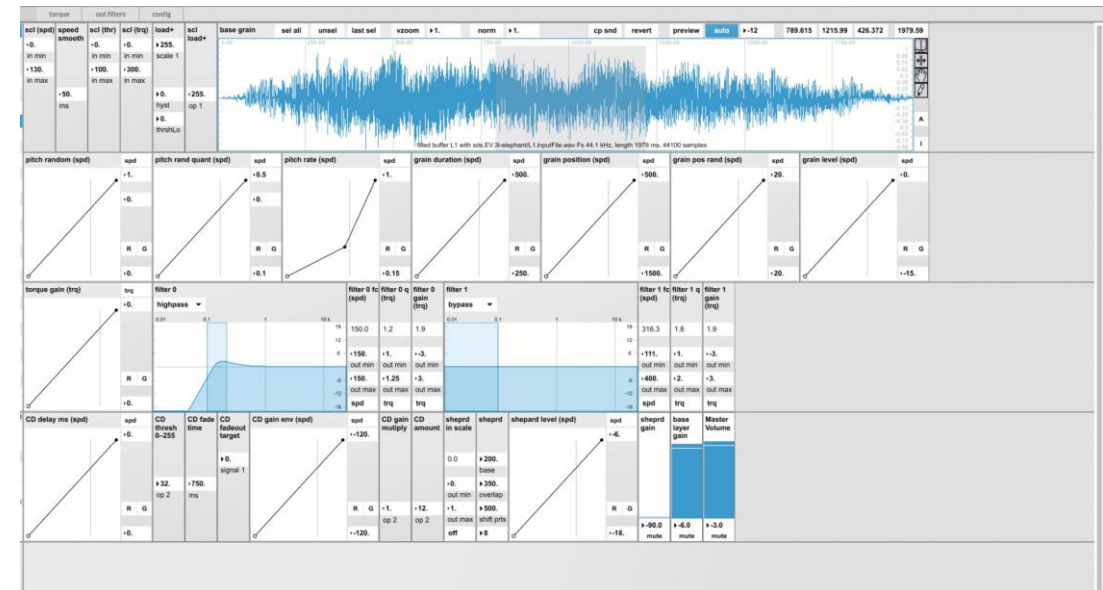 torque out filters config
scl (spd) speed smooth scl (thr) scl (trq) load+ scl load+ base grain sel all unsel last sel vzoom 1. norm 1. cp snd revert preview auto -12 789.615 1215.99 426.372 1979.59
0. 0. 0. 255.
in min in min in min scale 1
130. 100. 300.
in max in max in max
50. 0. 255.
ms hyst op 1
0.
thrshLo
A
filled buffer L1 with sds.EV.3l-elephant/L1.inputFile.wav Fs 44.1 kHz, length 1979 ms, 44100 samples
I
pitch random (spd) spd pitch rand quant (spd) spd pitch rate (spd) spd grain duration (spd) spd grain position (spd) spd grain pos rand (spd) spd grain level (spd) spd
1. 0.5 1. 500. 500. 20. 0.
0. 0.
R G R G R G R G R G R G R G
0. 0.1 0.15 250. 1500. 20. -15.
torque gain (trq) trq filter 0 filter 0 fc (spd) filter 0 q (trq) filter 0 gain (trq) filter 1 filter 1 fc (spd) filter 1 q (trq) filter 1 gain (trq)
0. highpass bypass
0.01 0.1 1 10 k 0.01 0.1 1 10 k
18 150.0 1.2 1.9 18 316.3 1.8 1.9
12 12
6 150. 1. -3. 6 111. 1. -3.
out min out min out min out min out min out min
R G -6 150. 1.25 3. -6 400. 2. 3.
-12 out max out max out max -12 out max out max out max
0. -18 spd trq trq -18 spd trq trq
CD delay ms (spd) spd CD thresh 0–255 CD fade time CD fadeout target CD gain env (spd) spd CD gain mutiply CD amount sheprd in scale sheprd shepard level (spd) spd sheprd gain base layer gain Master Volume
0. -120. -6.
0. 0.0 200.
signal 1 base
32. 750. 0. 350.
op 2 ms out min overlap
R G R G 1. 12. 1. 500. R G
op 2 op 2 out max shift prts
0. -120. off 8 -18. -90.0 -6.0 -3.0
mute mute mute